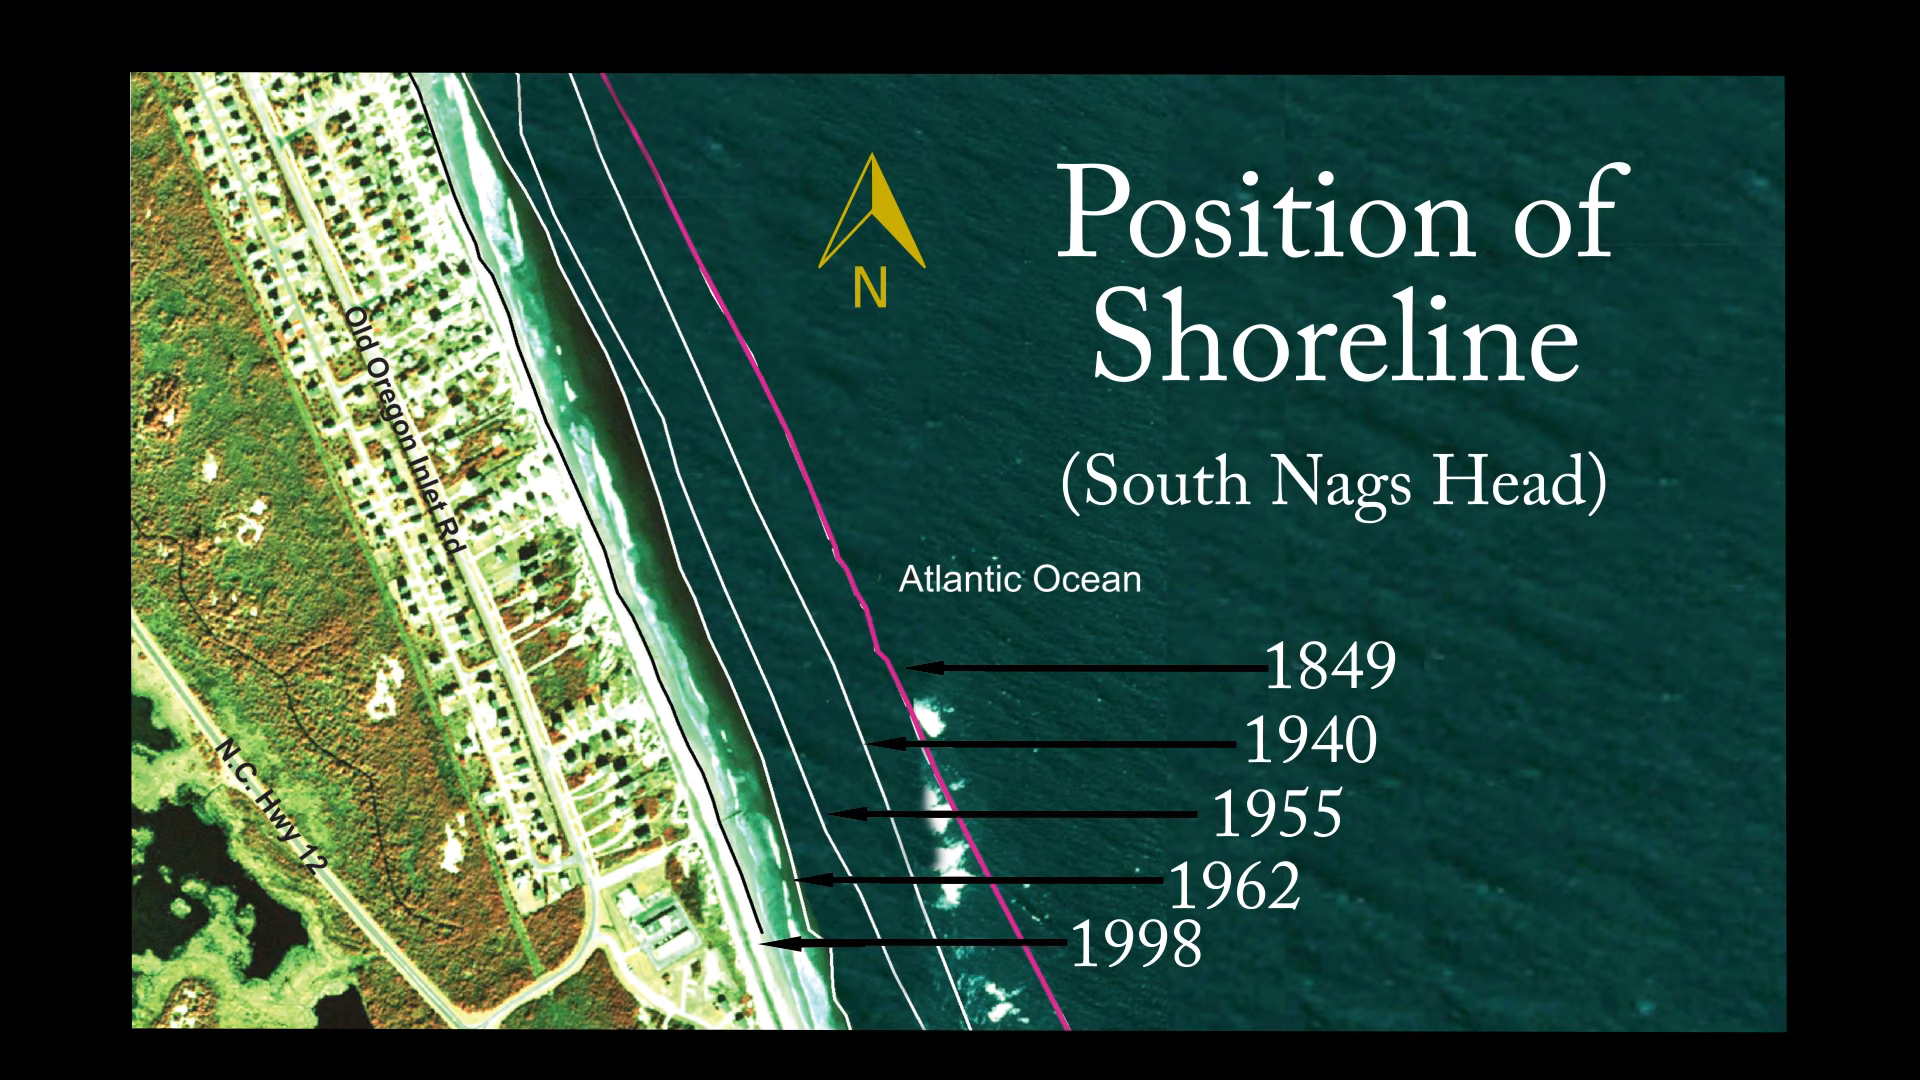 Position of
Shoreline
(South Nags Head)
N
Old Oregon Inlet Rd
Atlantic Ocean
1849
1940
1955
1962
1998
N.C. Hwy 12